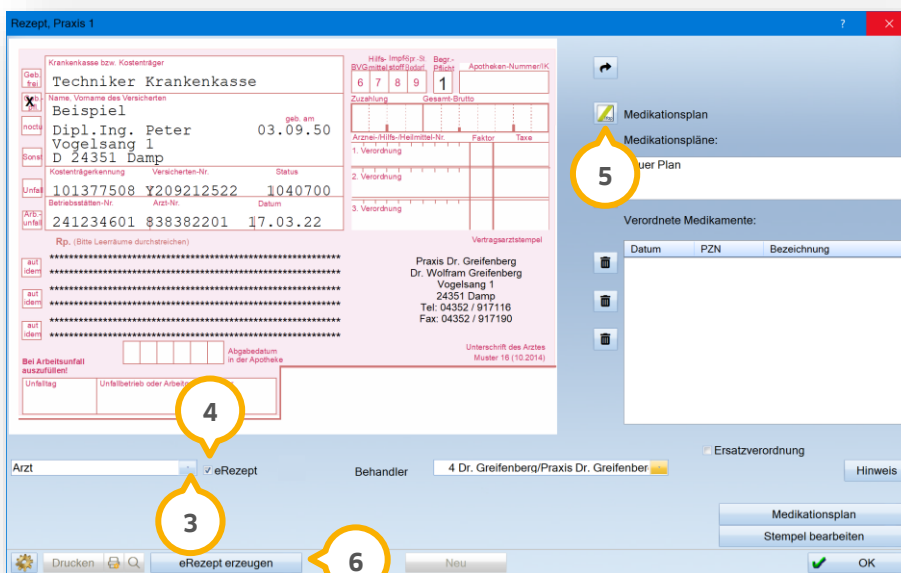 Rezept, Praxis 1
?
Krankenkasse bzw. Kostenträger
Techniker Krankenkasse
Geb. frei
X
Name, Vorname des Versicherten
Beispiel
geb. am
Dipl.Ing. Peter 03.09.50
Vogelsang 1
D 24351 Damp
noctu
Sonst
Unfall
Arb.-unfall
Kostenträgerkennung Versicherten-Nr. Status
101377508 Y209212522 1040700
Betriebsstätten-Nr. Arzt-Nr. Datum
241234601 838382201 17.03.22
BVG Hilfs-mittel Impf-stoff Spr.-St. Bedarf Begr.-Pflicht Apotheken-Nummer/IK
6 7 8 9 1
Zuzahlung Gesamt-Brutto
Arznei-/Hilfs-/Heilmittel-Nr. Faktor Taxe
1. Verordnung
2. Verordnung
3. Verordnung
Rp. (Bitte Leerräume durchstreichen)
Vertragsarztstempel
aut idem
aut idem
aut idem
Praxis Dr. Greifenberg
Dr. Wolfram Greifenberg
Vogelsang 1
24351 Damp
Tel: 04352 / 917116
Fax: 04352 / 917190
Abgabedatum
in der Apotheke
Unterschrift des Arztes
Muster 16 (10.2014)
Bei Arbeitsunfall
auszufüllen!
Unfalltag Unfallbetrieb oder
Medikationsplan
Medikationspläne:
5
Plan
Verordnete Medikamente:
Datum PZN Bezeichnung
4
Ersatzverordnung
Arzt
eRezept
Behandler
4 Dr. Greifenberg/Praxis Dr. Greifenber
Hinweis
3
Medikationsplan
Stempel bearbeiten
6
Drucken
eRezept erzeugen
Neu
OK